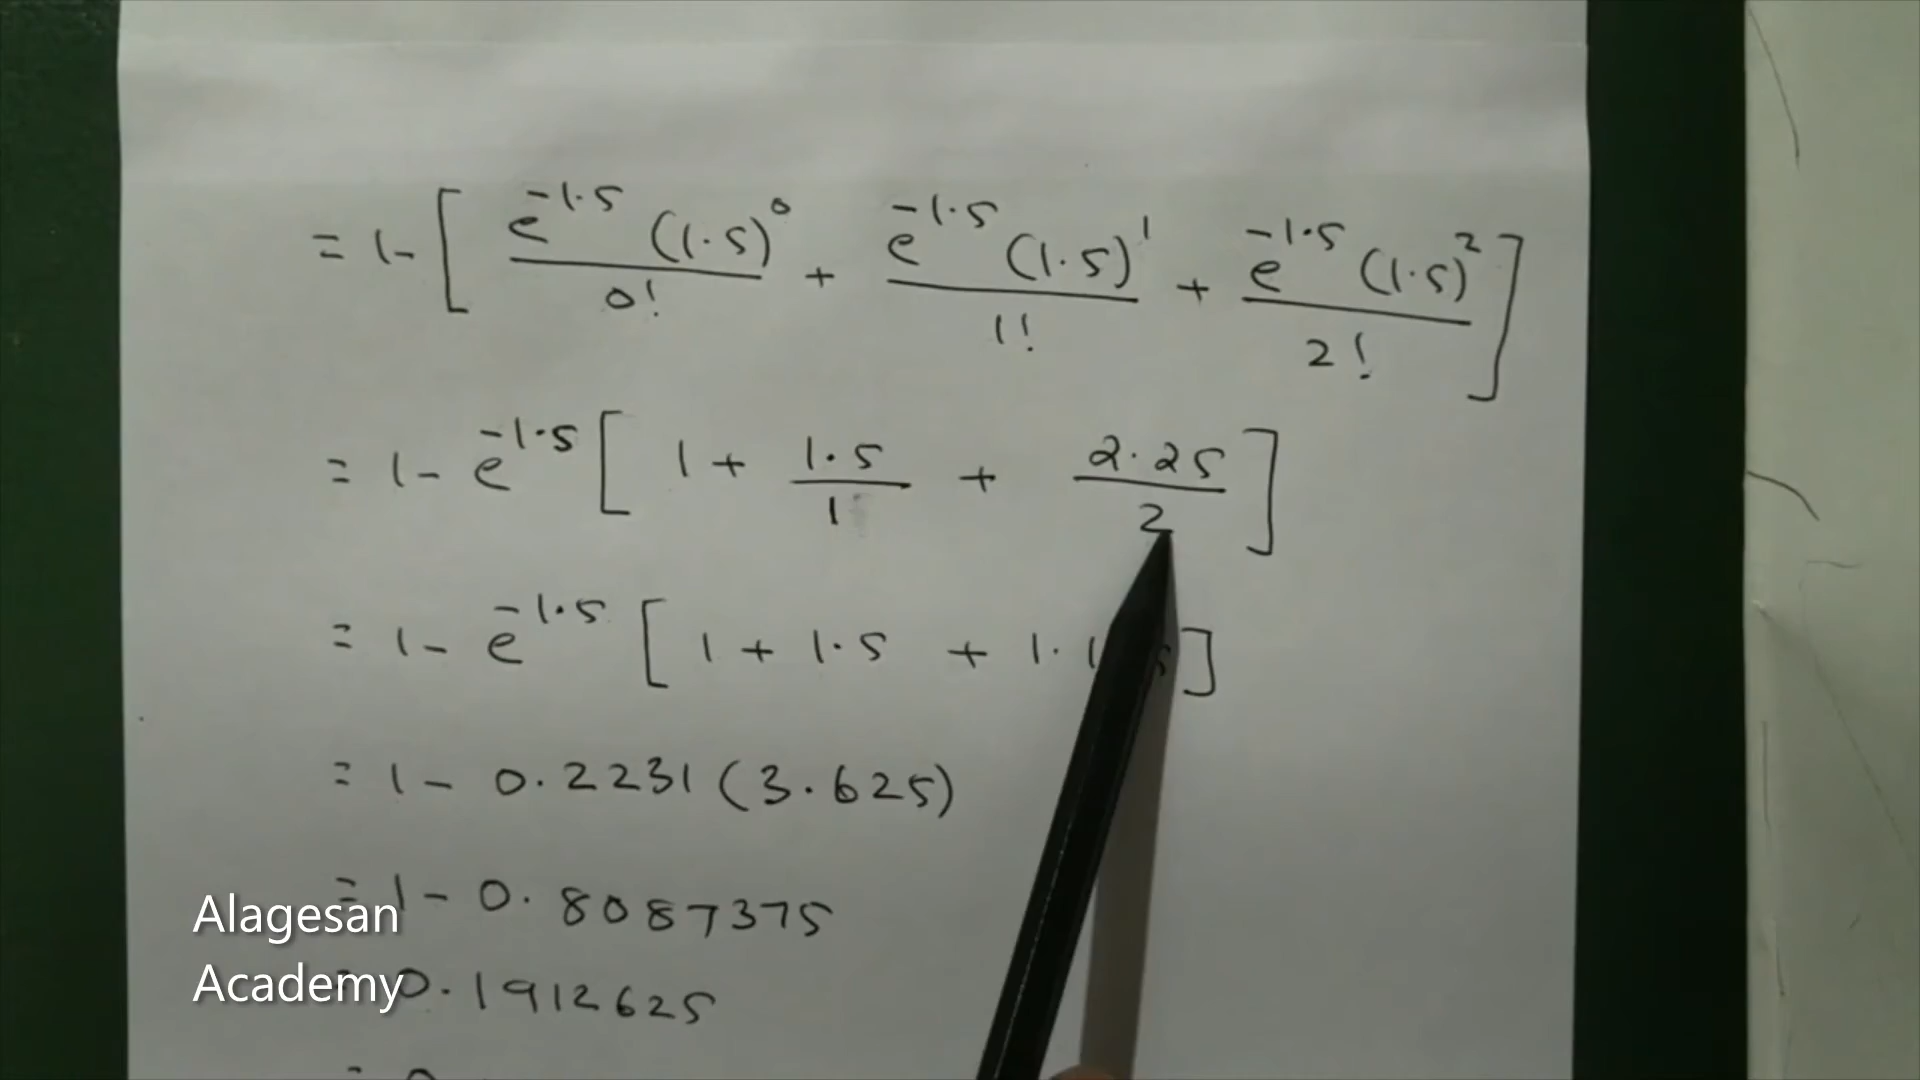 = 1 - [ e^-1.5 (1.5)^0 / 0! + e^-1.5 (1.5)^1 / 1! + e^-1.5 (1.5)^2 / 2! ]
= 1 - e^-1.5 [ 1 + 1.5 / 1 + 2.25 / 2 ]
= 1 - e^-1.5 [ 1 + 1.5 + ]
= 1 - 0.2231 (3.625)
= 1 - 0.8087375
= 0.1912625
Alagesan
Academy